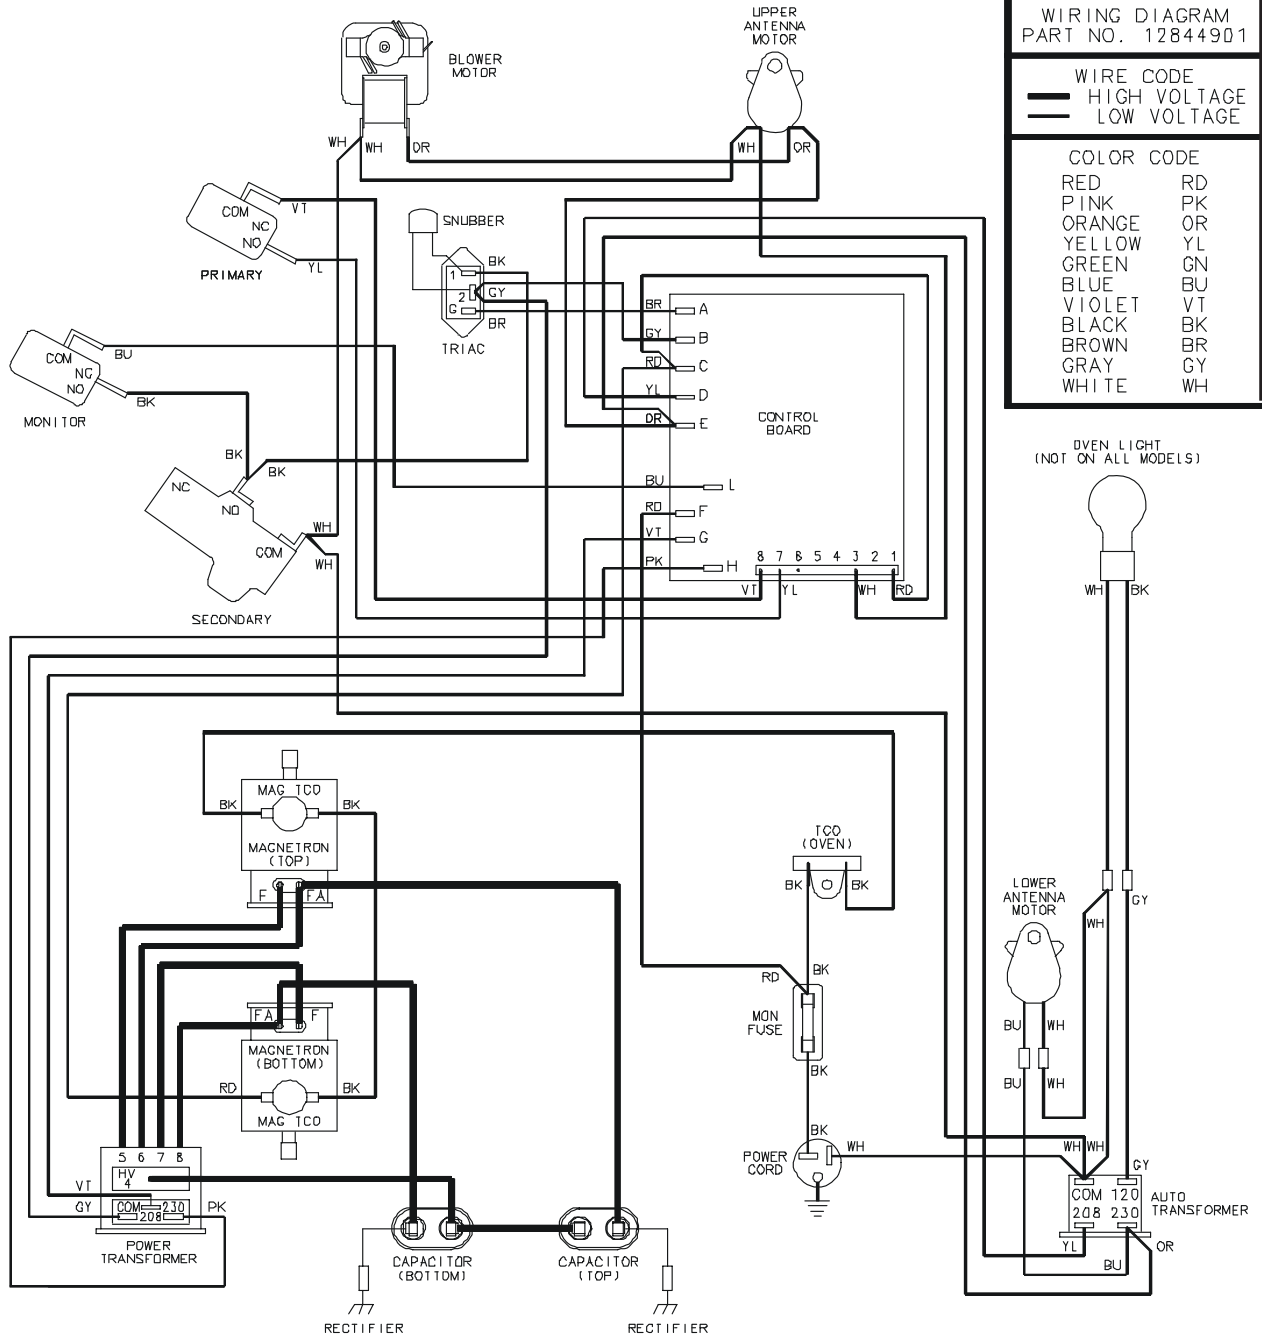 WIRING DIAGRAM
PART NO. 12844901
WIRE CODE
HIGH VOLTAGE
LOW VOLTAGE
COLOR CODE
RED RD
PINK PK
ORANGE OR
YELLOW YL
GREEN GN
BLUE BU
VIOLET VT
BLACK BK
BROWN BR
GRAY GY
WHITE WH
BLOWER
MOTOR
UPPER
ANTENNA
MOTOR
WH
WH
OR
WH
OR
COM
NC
NO
VT
YL
PRIMARY
SNUBBER
1
2
G
BK
GY
BR
TRIAC
COM
NC
NO
BU
BK
MONITOR
BK
BK
NC
NO
COM
WH
WH
SECONDARY
BR A
GY B
RD C
YL D
OR E
BU L
RD F
VT G
PK H
CONTROL
BOARD
8 7 6 5 4 3 2 1
VT YL WH RD
OVEN LIGHT
(NOT ON ALL MODELS)
WH BK
BK MAG TCO BK
MAGNETRON
(TOP)
F FA
FA F
MAGNETRON
(BOTTOM)
RD BK
MAG TCO
TCO
(OVEN)
BK BK
RD BK
MON
FUSE
BK
BK
POWER
CORD
WH
LOWER
ANTENNA
MOTOR
WH
GY
BU WH
BU WH
WH WH
GY
COM 120
208 230
AUTO
TRANSFORMER
YL
BU
OR
5 6 7 8
HV
4
VT
GY
COM 230
208
PK
POWER
TRANSFORMER
CAPACITOR
(BOTTOM)
CAPACITOR
(TOP)
RECTIFIER
RECTIFIER